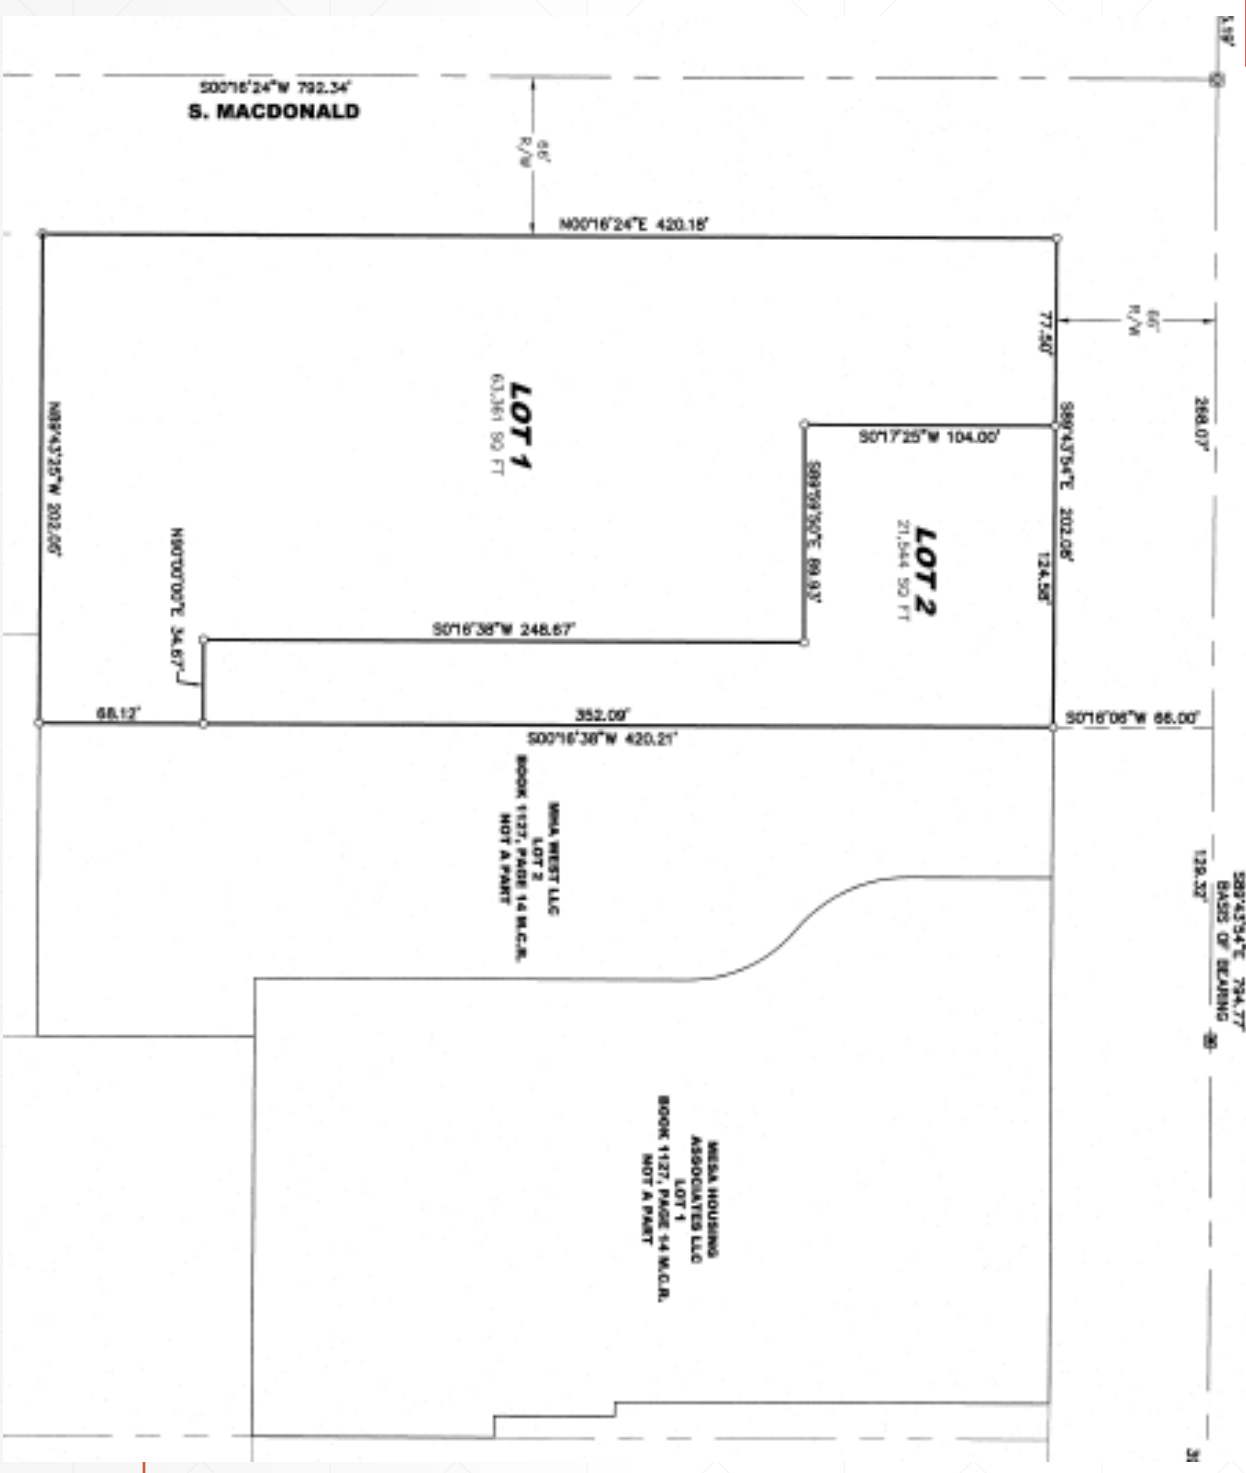 S00°16'24"W 792.34'
S. MACDONALD
66'
R/W
N00°16'24"E 420.18'
66'
R/W
77.50'
268.07'
LOT 1
63,361 SQ FT
S0°17'25"W 104.00'
S89°43'54"E 202.08'
N89°43'25"W 202.06'
S89°59'50"E 89.93'
LOT 2
21,544 SQ FT
124.58'
N90°00'00"E 34.67'
S0°16'38"W 248.67'
68.12'
352.09'
S00°16'38"W 420.21'
S0°16'06"W 66.00'
MHA WEST LLC
LOT 2
BOOK 1127, PAGE 14 M.C.R.
NOT A PART
129.32'
S89°43'54"E 794.77'
BASIS OF BEARING
MESA HOUSING
ASSOCIATES LLC
LOT 1
BOOK 1127, PAGE 14 M.C.R.
NOT A PART